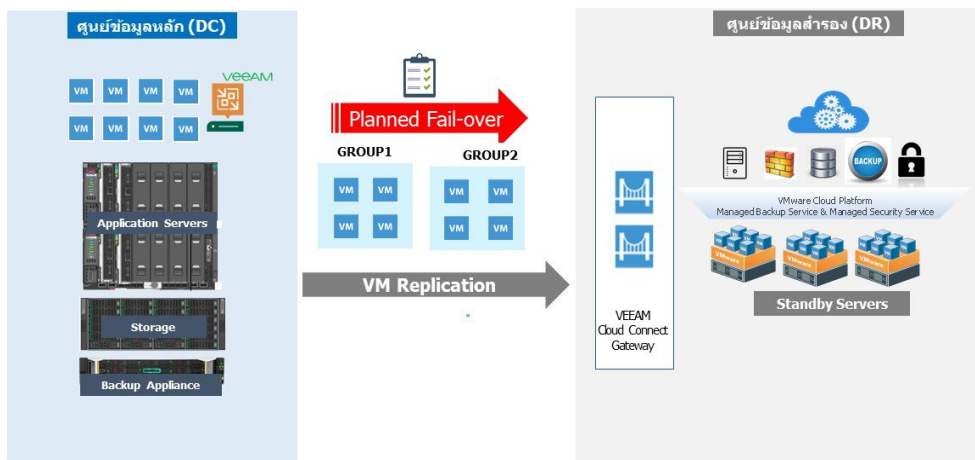 ศูนย์ข้อมูลหลัก (DC)
VM VM VM VM
veeam
VM VM VM VM
Application Servers
Storage
Backup Appliance
Planned Fail-over
GROUP1
GROUP2
VM VM
VM VM
VM VM
VM VM
VM Replication
ศูนย์ข้อมูลสำรอง (DR)
VEEAM
Cloud Connect
Gateway
BACKUP
VMware Cloud Platform
Managed Backup Service & Managed Security Service
VMware VMware VMware
Standby Servers